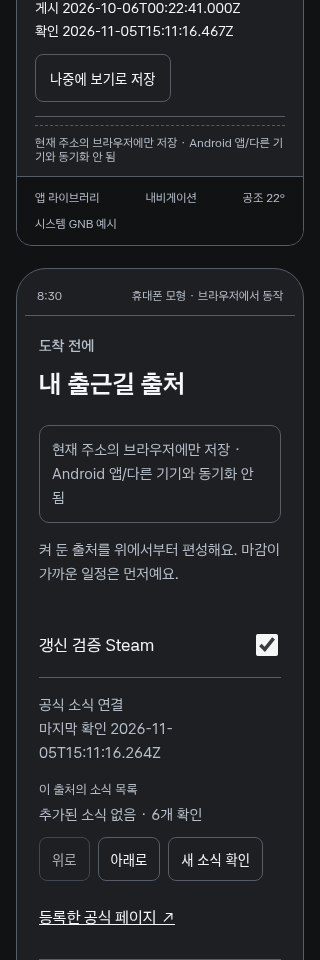 게시 2026-10-06T00:22:41.000Z
확인 2026-11-05T15:11:16.467Z
나중에 보기로 저장
현재 주소의 브라우저에만 저장 · Android 앱/다른 기
기와 동기화 안 됨
앱 라이브러리 내비게이션 공조 22°
시스템 GNB 예시
8:30 휴대폰 모형 · 브라우저에서 동작
도착 전에
내 출근길 출처
현재 주소의 브라우저에만 저장 ·
Android 앱/다른 기기와 동기화 안
됨
켜 둔 출처를 위에서부터 편성해요. 마감이
가까운 일정은 먼저예요.
갱신 검증 Steam
공식 소식 연결
마지막 확인 2026-11-
05T15:11:16.264Z
이 출처의 소식 목록
추가된 소식 없음 · 6개 확인
위로 아래로 새 소식 확인
등록한 공식 페이지 ↗